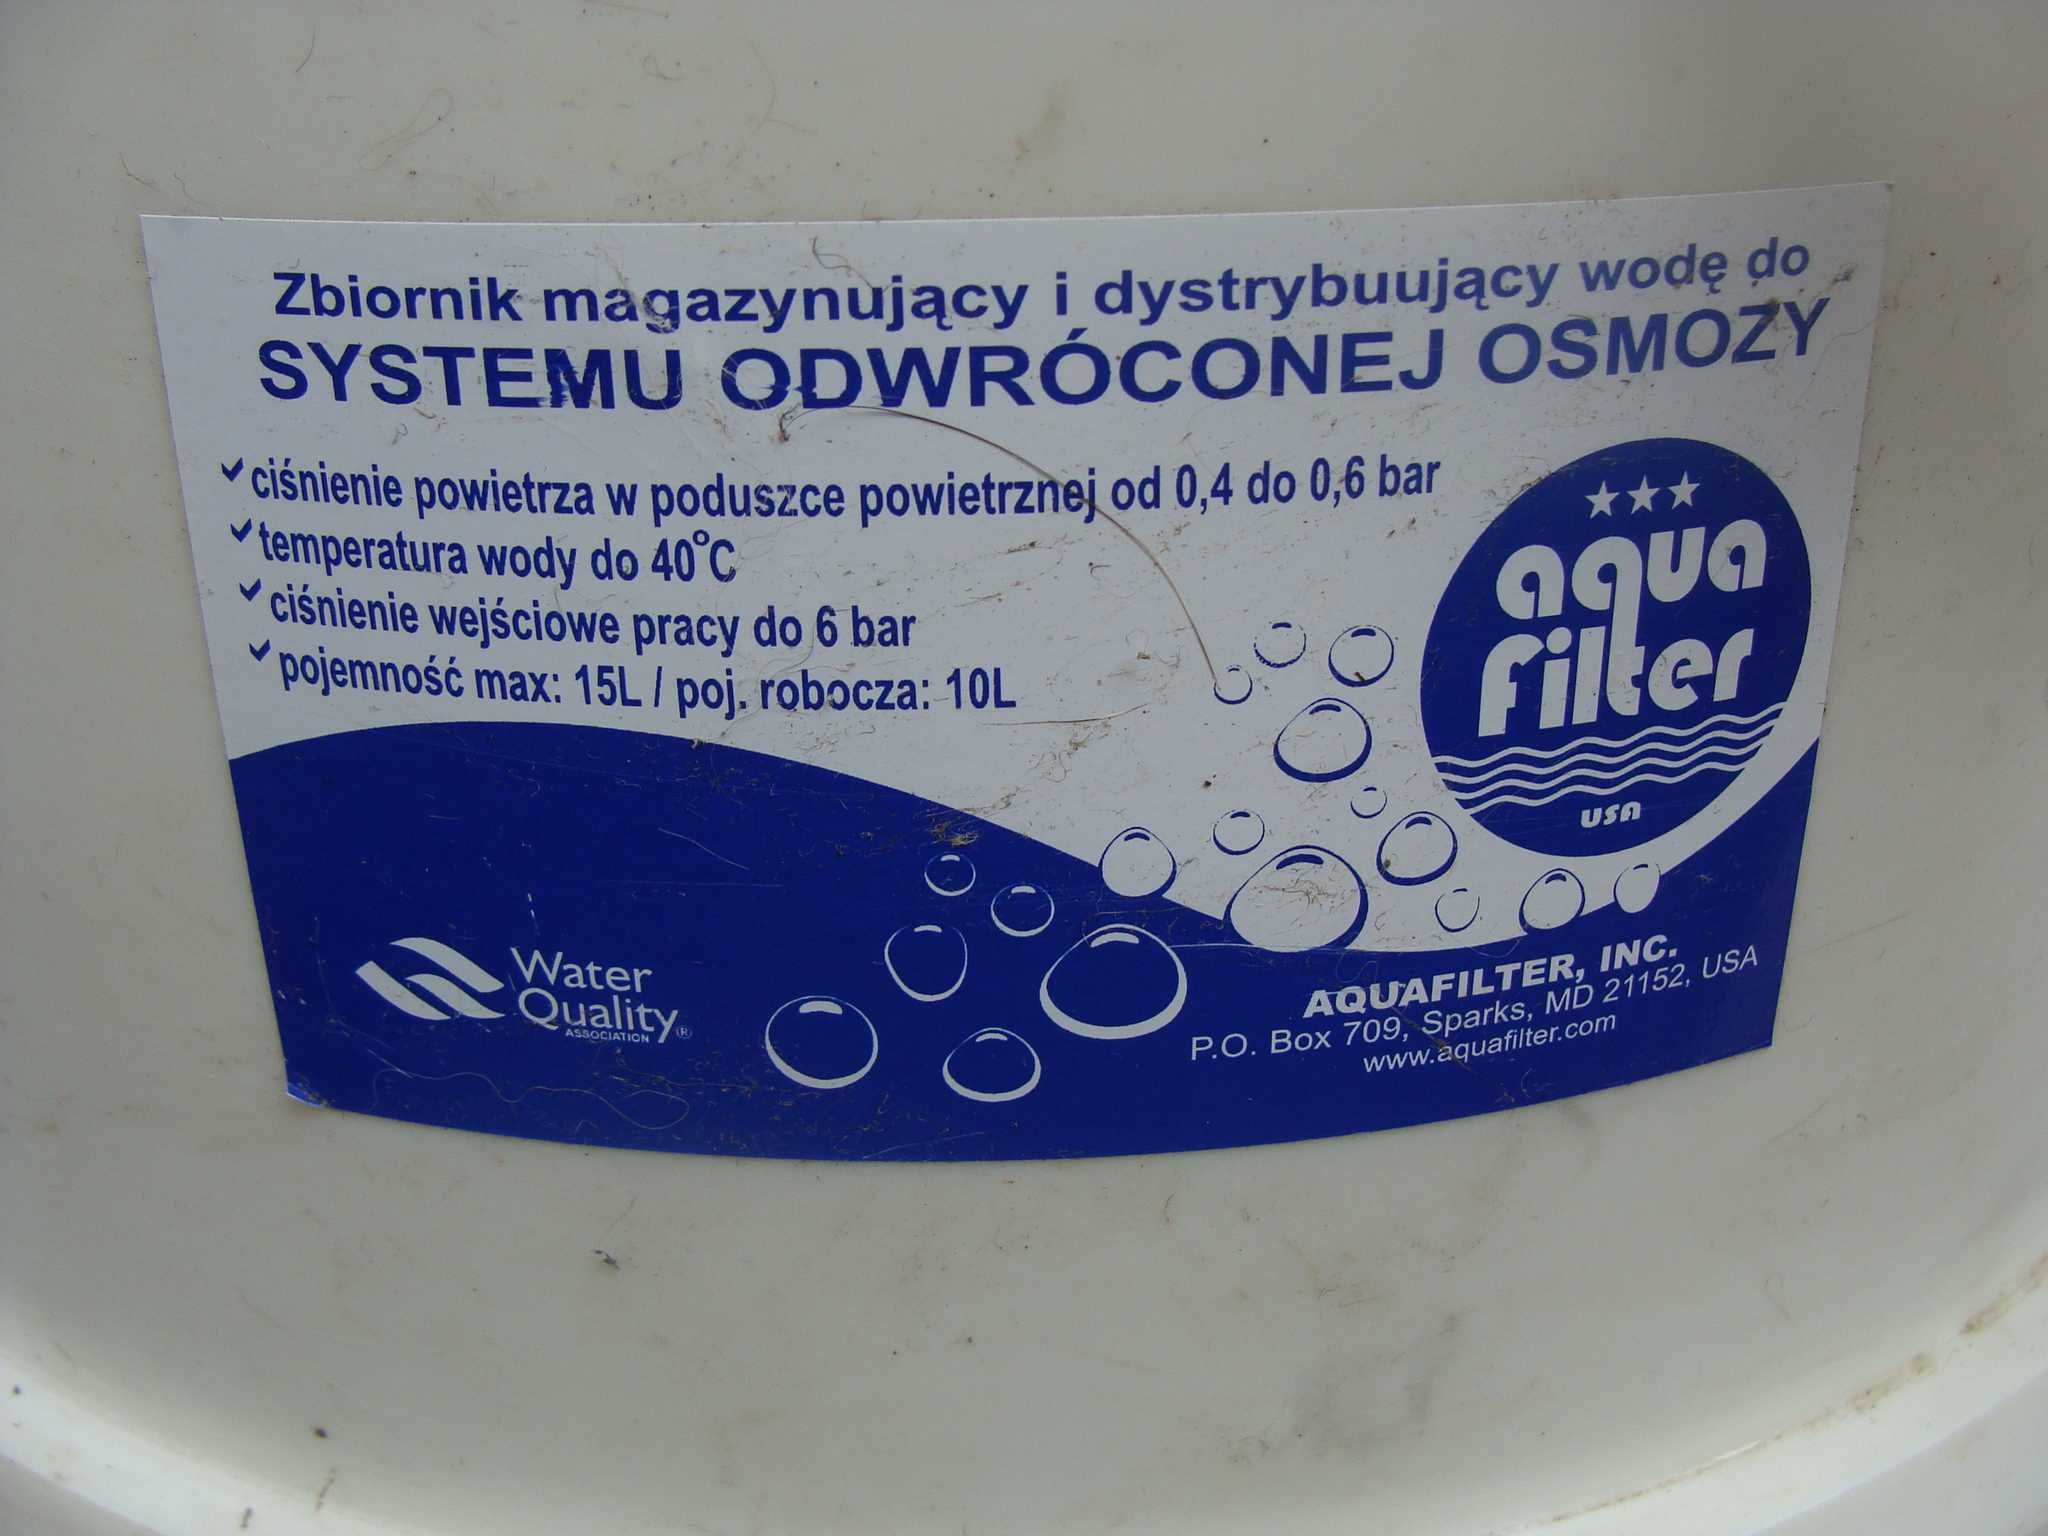 Zbiornik magazynujący i dystrybuujący wodę do
SYSTEMU ODWRÓCONEJ OSMOZY
ciśnienie powietrza w poduszce powietrznej od 0,4 do 0,6 bar
temperatura wody do 40°C
ciśnienie wejściowe pracy do 6 bar
pojemność max: 15L / poj. robocza: 10L
aqua
filter
USA
Water
Quality
ASSOCIATION ®
AQUAFILTER, INC.
P.O. Box 709, Sparks, MD 21152, USA
www.aquafilter.com